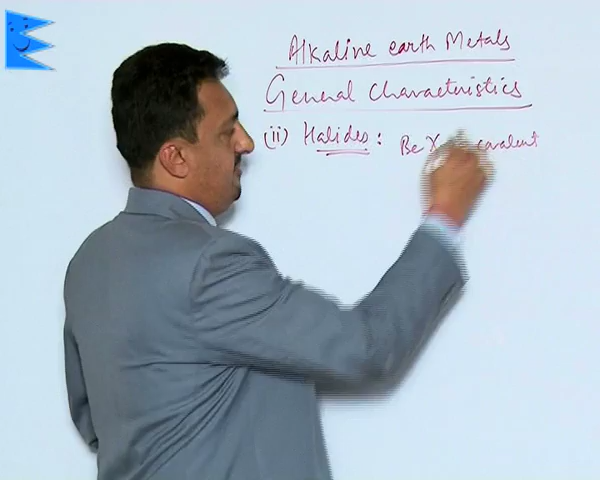 Alkaline earth Metals
General Characteristics
(ii) Halides : Be X covalent